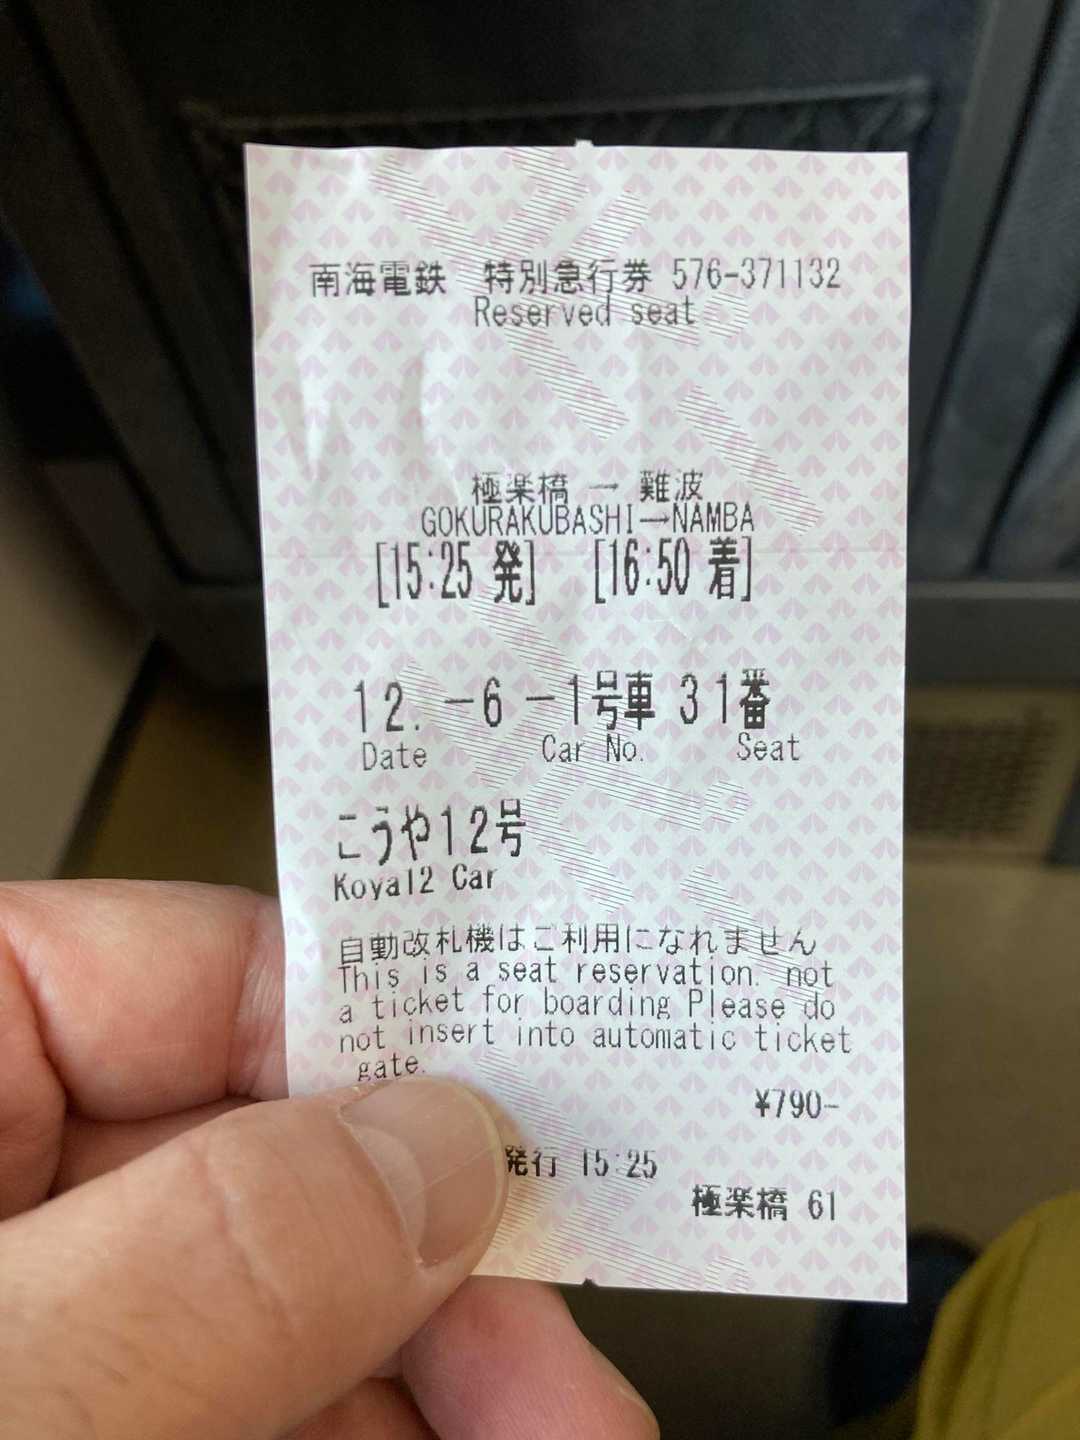 南海電鉄 特別急行券 576-371132
Reserved seat
極楽橋 → 難波
GOKURAKUBASHI→NAMBA
[15:25 発] [16:50 着]
12.-6-1号車 31番
Date Car No. Seat
こうや12号
Koya12 Car
自動改札機はご利用になれません
This is a seat reservation. not
a ticket for boarding Please do
not insert into automatic ticket
gate.
¥790-
発行 15:25
極楽橋 61